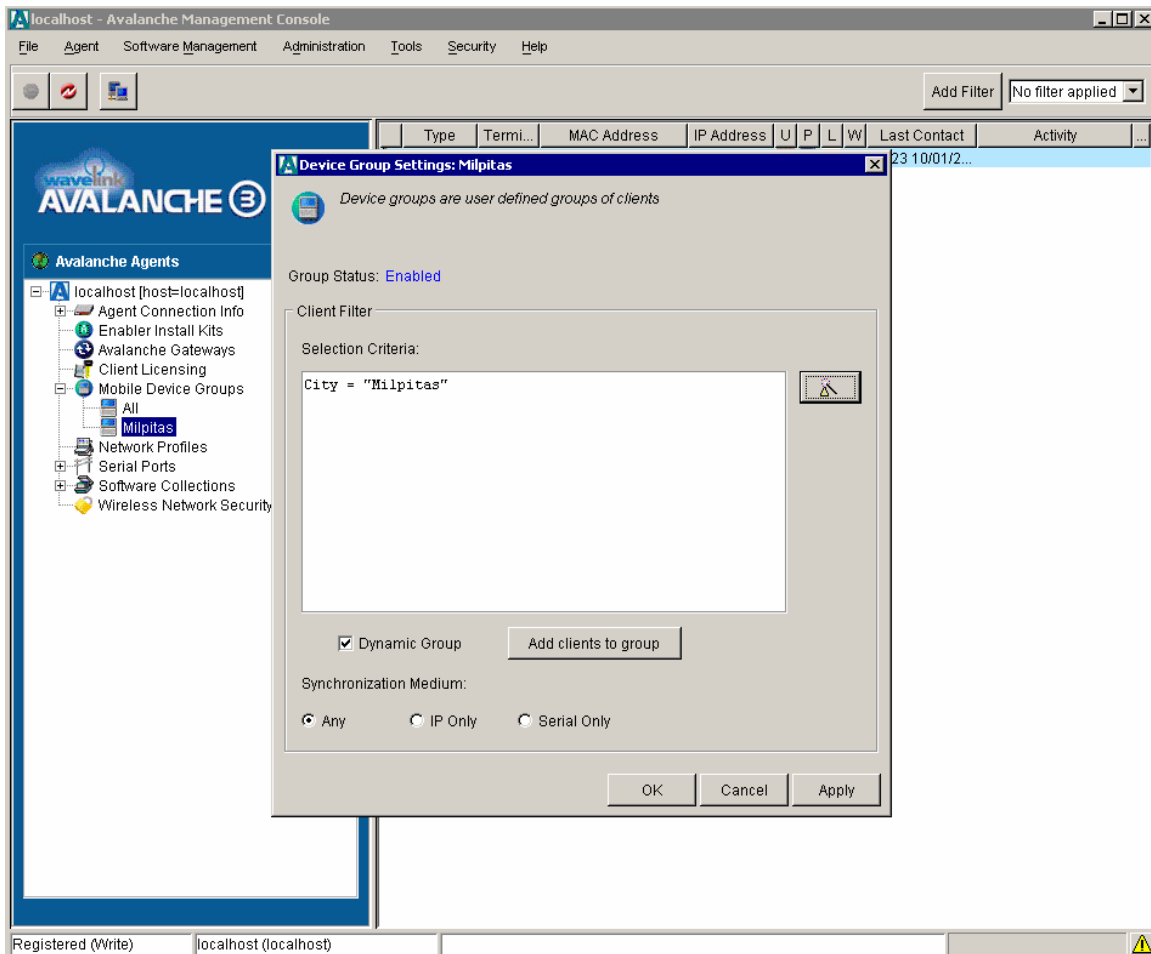 localhost - Avalanche Management Console
File Agent Software Management Administration Tools Security Help
Add Filter No filter applied
Type Termi... MAC Address IP Address U P L W Last Contact Activity ...
23 10/01/2...
wavelink
AVALANCHE 3
Avalanche Agents
localhost [host=localhost]
Agent Connection Info
Enabler Install Kits
Avalanche Gateways
Client Licensing
Mobile Device Groups
All
Milpitas
Network Profiles
Serial Ports
Software Collections
Wireless Network Security
Device Group Settings: Milpitas
Device groups are user defined groups of clients
Group Status: Enabled
Client Filter
Selection Criteria:
City = "Milpitas"
Dynamic Group Add clients to group
Synchronization Medium:
Any IP Only Serial Only
OK Cancel Apply
Registered (Write) localhost (localhost)